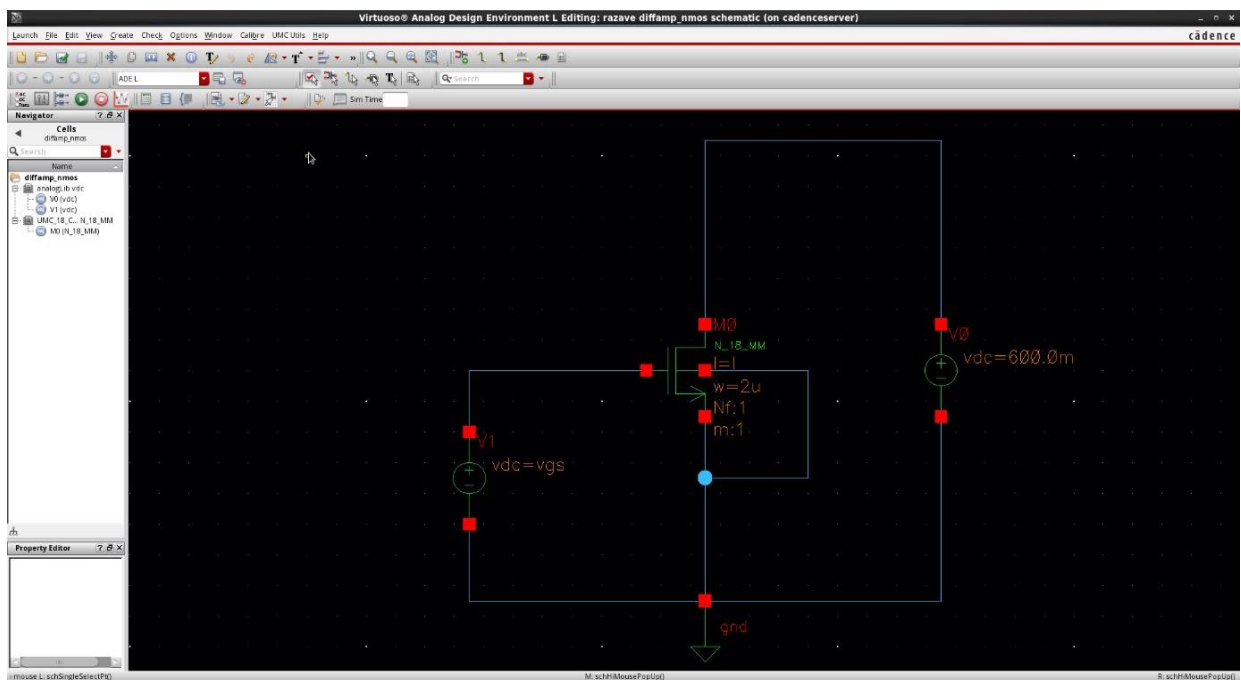 Virtuoso® Analog Design Environment L Editing: razave diffamp_nmos schematic (on cadenceserver)
Launch File Edit View Create Check Options Window Calibre UMCUtils Help
cādence
ADE L
Search
Sim Time
Navigator
Cells
diffamp_nmos
Search
Name
diffamp_nmos
analogLib vdc
V0 (vdc)
V1 (vdc)
UMC_18_C... N_18_MM
M0 (N_18_MM)
Property Editor
M0
N_18_MM
l=l
w=2u
Nf:1
m:1
V0
vdc=600.0m
V1
vdc=vgs
gnd
mouse L: schSingleSelectPt()
M: schHiMousePopUp()
R: schHiMousePopUp()